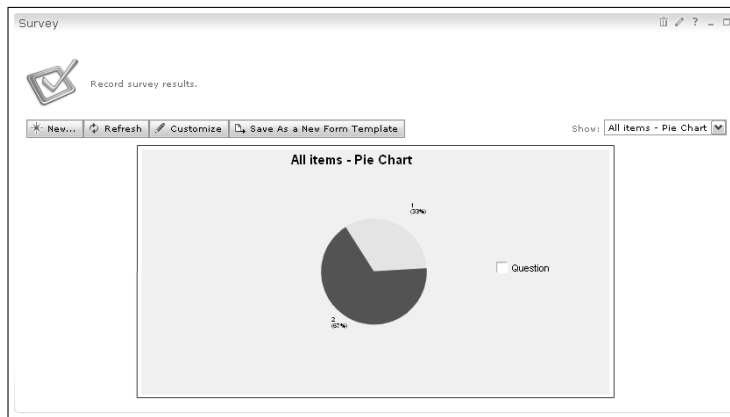 Survey
Record survey results.
New... Refresh Customize Save As a New Form Template Show: All items - Pie Chart
All items - Pie Chart
1
(33%)
Question
2
(67%)